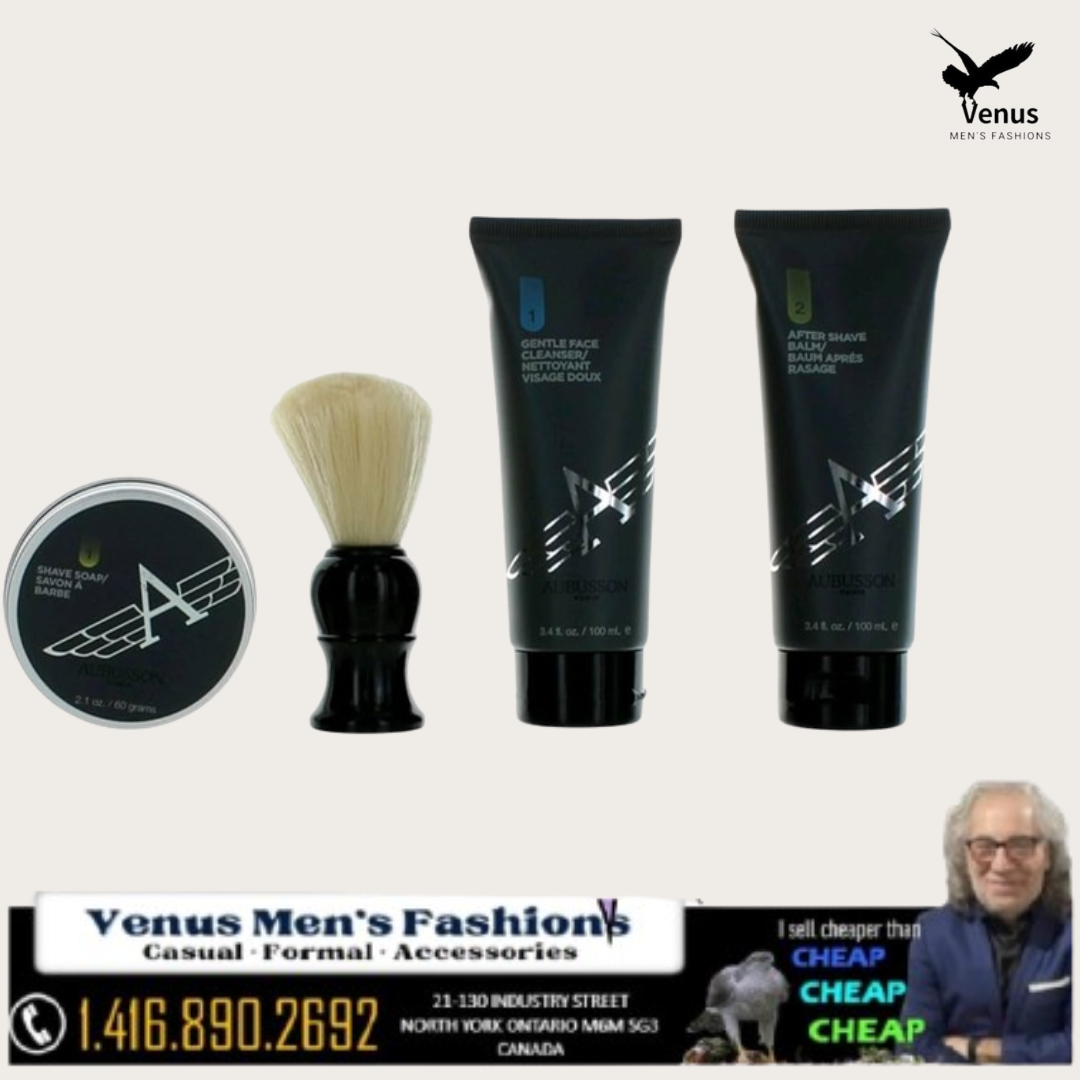 Venus
MEN'S FASHIONS
1
GENTLE FACE
CLEANSER/
NETTOYANT
VISAGE DOUX
AUBUSSON
3.4 fl. oz. / 100 mL e
2
AFTER SHAVE
BALM/
BAUM APRÉS
RASAGE
AUBUSSON
3.4 fl. oz. / 100 mL e
1
SHAVE SOAP/
SAVON À
BARBE
A
AUBUSSON
2.1 oz. / 60 grams
Venus Men's Fashions
Casual · Formal · Accessories
1.416.890.2692
21-130 INDUSTRY STREET
NORTH YORK ONTARIO M6M 5G3
CANADA
I sell cheaper than
CHEAP
CHEAP
CHEAP